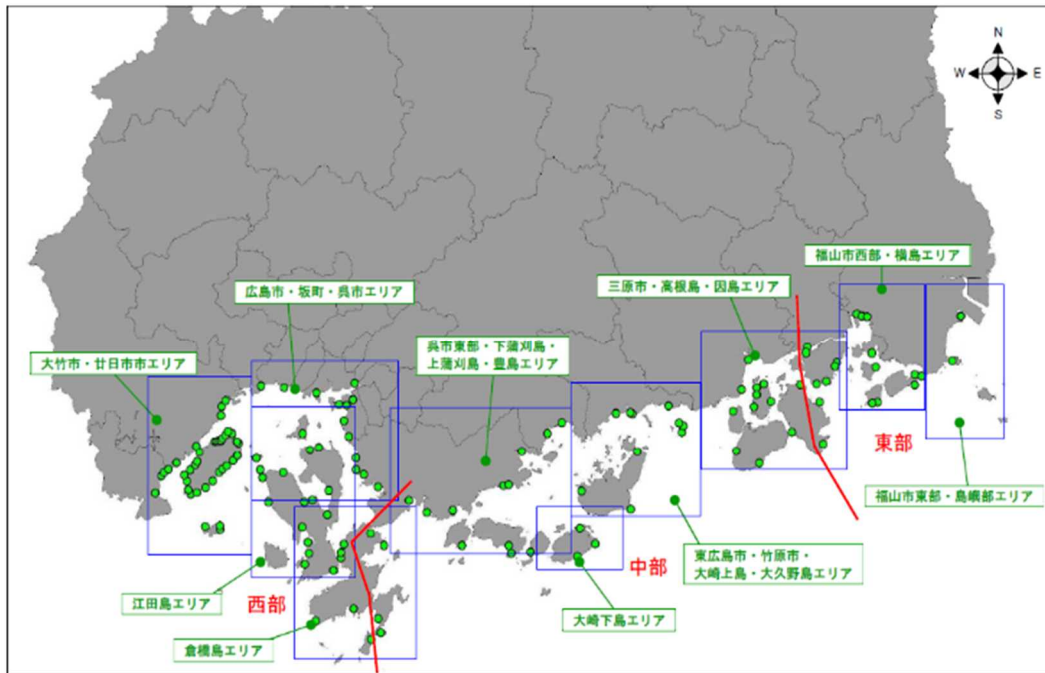 N
W
E
S
福山市西部・横島エリア
広島市・坂町・呉市エリア
三原市・高根島・因島エリア
呉市東部・下蒲刈島・
上蒲刈島・豊島エリア
大竹市・廿日市市エリア
東部
福山市東部・島嶼部エリア
東広島市・竹原市・
大崎上島・大久野島エリア
中部
江田島エリア
西部
大崎下島エリア
倉橋島エリア